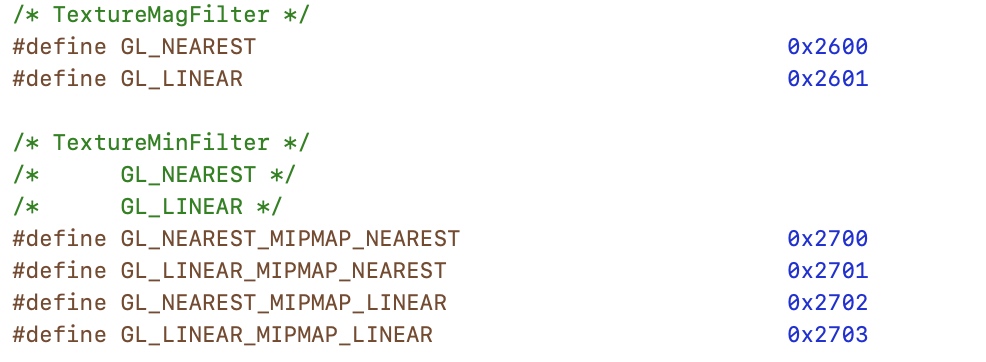 /* TextureMagFilter */
#define GL_NEAREST 0x2600
#define GL_LINEAR 0x2601
/* TextureMinFilter */
/* GL_NEAREST */
/* GL_LINEAR */
#define GL_NEAREST_MIPMAP_NEAREST 0x2700
#define GL_LINEAR_MIPMAP_NEAREST 0x2701
#define GL_NEAREST_MIPMAP_LINEAR 0x2702
#define GL_LINEAR_MIPMAP_LINEAR 0x2703